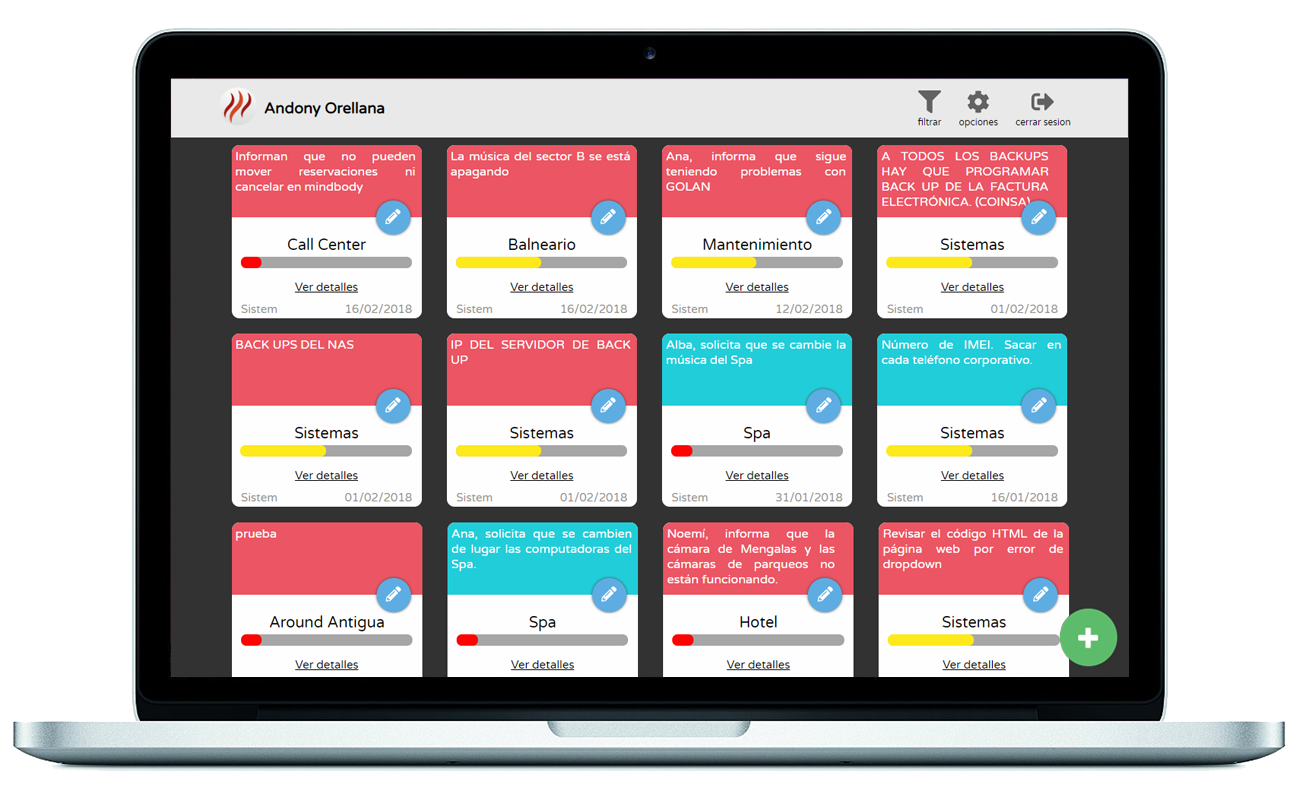 Andony Orellana
filtrar
opciones
cerrar sesion
Informan que no pueden
mover reservaciones ni
cancelar en mindbody
Call Center
Ver detalles
Sistem 16/02/2018
La música del sector B se está
apagando
Balneario
Ver detalles
Sistem 16/02/2018
Ana, informa que sigue
teniendo problemas con
GOLAN
Mantenimiento
Ver detalles
Sistem 12/02/2018
A TODOS LOS BACKUPS
HAY QUE PROGRAMAR
BACK UP DE LA FACTURA
ELECTRÓNICA. (COINSA)
Sistemas
Ver detalles
Sistem 01/02/2018
BACK UPS DEL NAS
Sistemas
Ver detalles
Sistem 01/02/2018
IP DEL SERVIDOR DE BACK
UP
Sistemas
Ver detalles
Sistem 01/02/2018
Alba, solicita que se cambie la
música del Spa
Spa
Ver detalles
Sistem 31/01/2018
Número de IMEI. Sacar en
cada teléfono corporativo.
Sistemas
Ver detalles
Sistem 16/01/2018
prueba
Around Antigua
Ver detalles
Ana, solicita que se cambien
de lugar las computadoras del
Spa.
Spa
Ver detalles
Noemí, informa que la
cámara de Mengalas y las
cámaras de parqueos no
están funcionando.
Hotel
Ver detalles
Revisar el código HTML de la
página web por error de
dropdown
Sistemas
Ver detalles